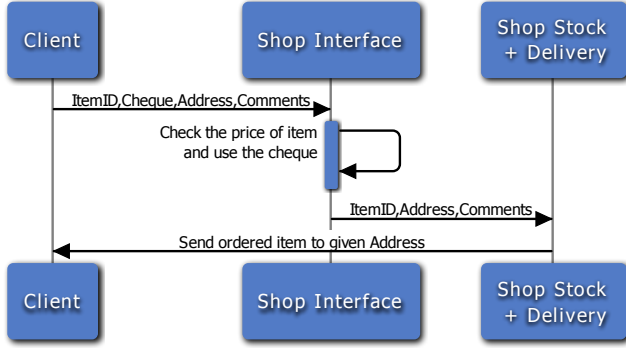 Client
Shop Interface
Shop Stock
+ Delivery
ItemID,Cheque,Address,Comments
Check the price of item
and use the cheque
ItemID,Address,Comments
Send ordered item to given Address
Client
Shop Interface
Shop Stock
+ Delivery